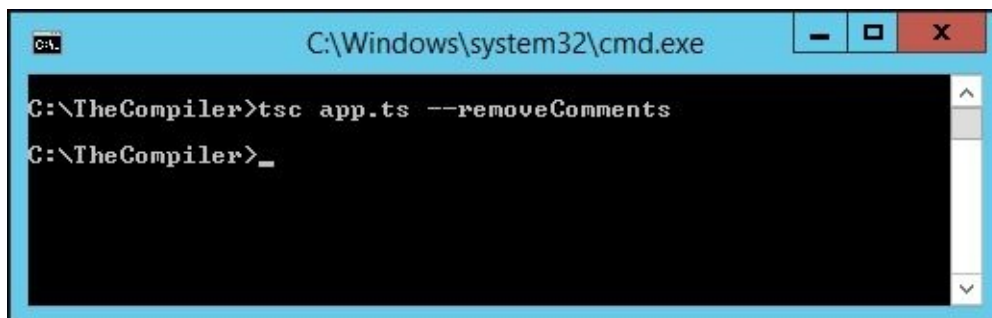 C:\Windows\system32\cmd.exe
C:\TheCompiler>tsc app.ts --removeComments
C:\TheCompiler>_